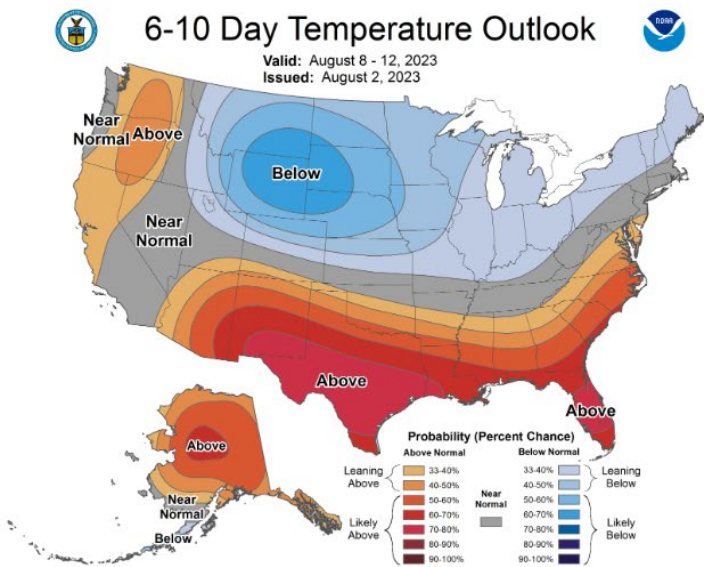 6-10 Day Temperature Outlook
NOAA
Valid: August 8 - 12, 2023
Issued: August 2, 2023
Near
Normal
Above
Below
Near
Normal
Above
Above
Above
Near
Normal
Below
Probability (Percent Chance)
Above Normal
Below Normal
Leaning
Above
33-40%
40-50%
Likely
Above
50-60%
60-70%
70-80%
80-90%
90-100%
Near
Normal
33-40%
40-50%
Leaning
Below
50-60%
60-70%
70-80%
80-90%
90-100%
Likely
Below